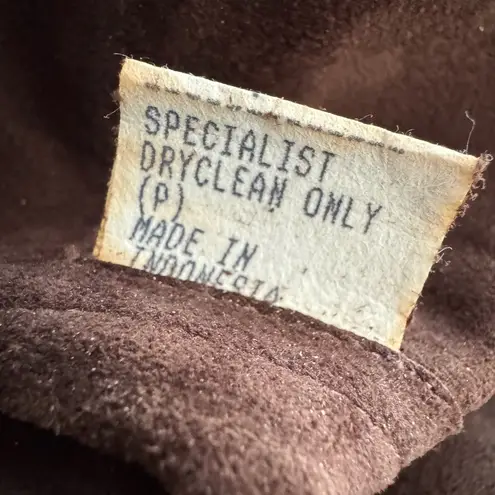 SPECIALIST
DRYCLEAN ONLY
(P)
MADE IN
INDONESIA